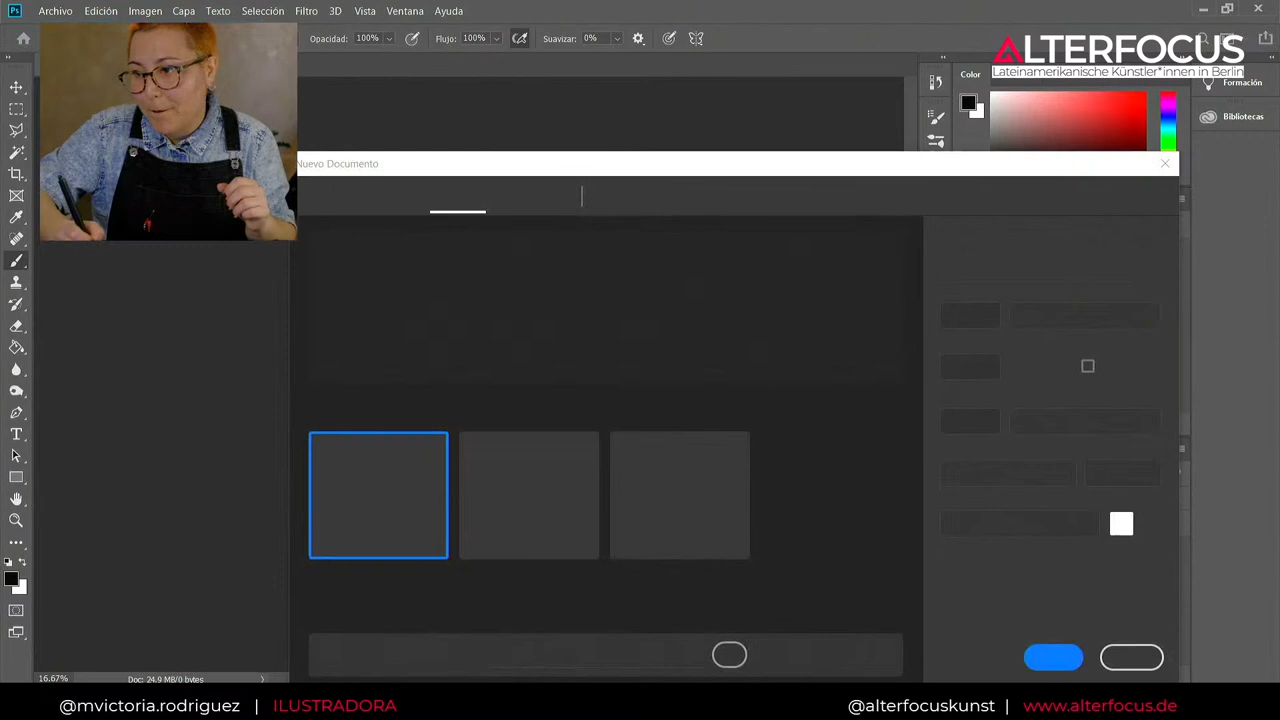 Ps Archivo Edición Imagen Capa Texto Selección Filtro 3D Vista Ventana Ayuda
Opacidad: 100% Flujo: 100% Suavizar: 0%
ALTERFOCUS
Lateinamerikanische Künstler*innen in Berlin
Color
Formación
Bibliotecas
Nuevo Documento
16.67% Doc: 24,9 MB/0 bytes
@mvictoria.rodriguez | ILUSTRADORA @alterfocuskunst | www.alterfocus.de